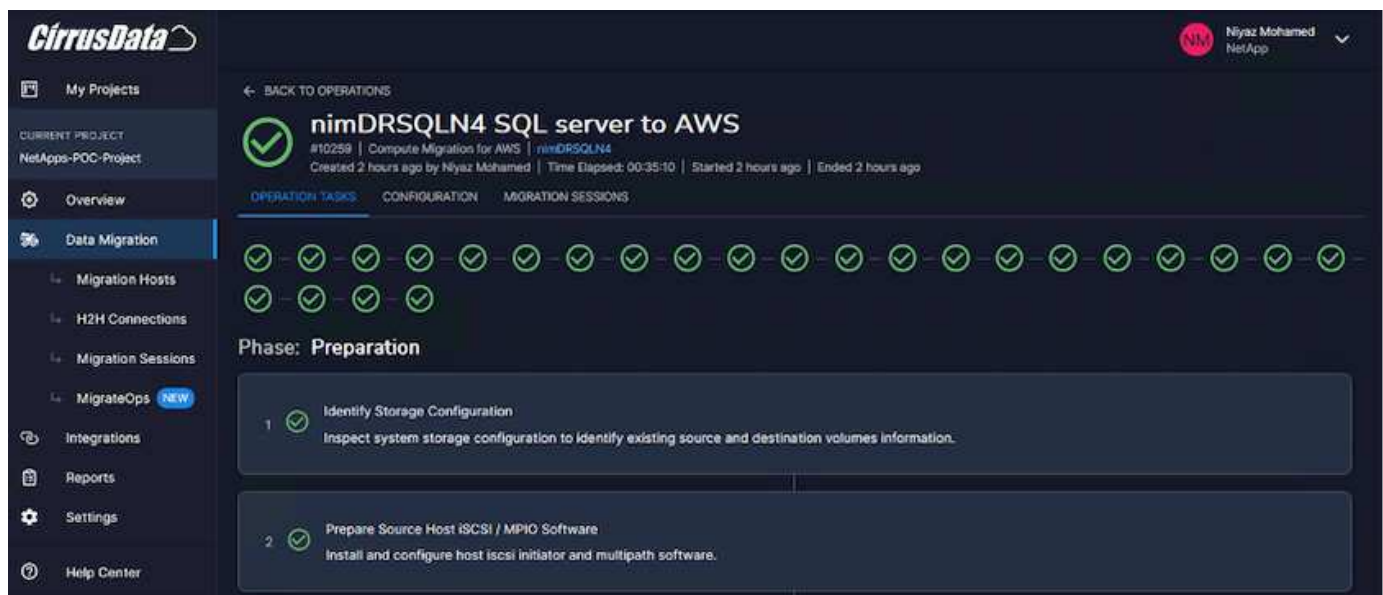 CirrusData
Niyaz Mohamed
NM
NetApp
My Projects
← BACK TO OPERATIONS
nimDRSQLN4 SQL server to AWS
CURRENT PROJECT
NetApps-POC-Project
#10259 | Compute Migration for AWS | nimDRSQLN4
Created 2 hours ago by Niyaz Mohamed | Time Elapsed: 00:35:10 | Started 2 hours ago | Ended 2 hours ago
Overview
OPERATION TASKS CONFIGURATION MIGRATION SESSIONS
Data Migration
Migration Hosts
H2H Connections
Phase: Preparation
Migration Sessions
MigrateOps NEW
1 Identify Storage Configuration
Inspect system storage configuration to identify existing source and destination volumes information.
Integrations
Reports
Settings
2 Prepare Source Host iSCSI / MPIO Software
Install and configure host iscsi initiator and multipath software.
Help Center